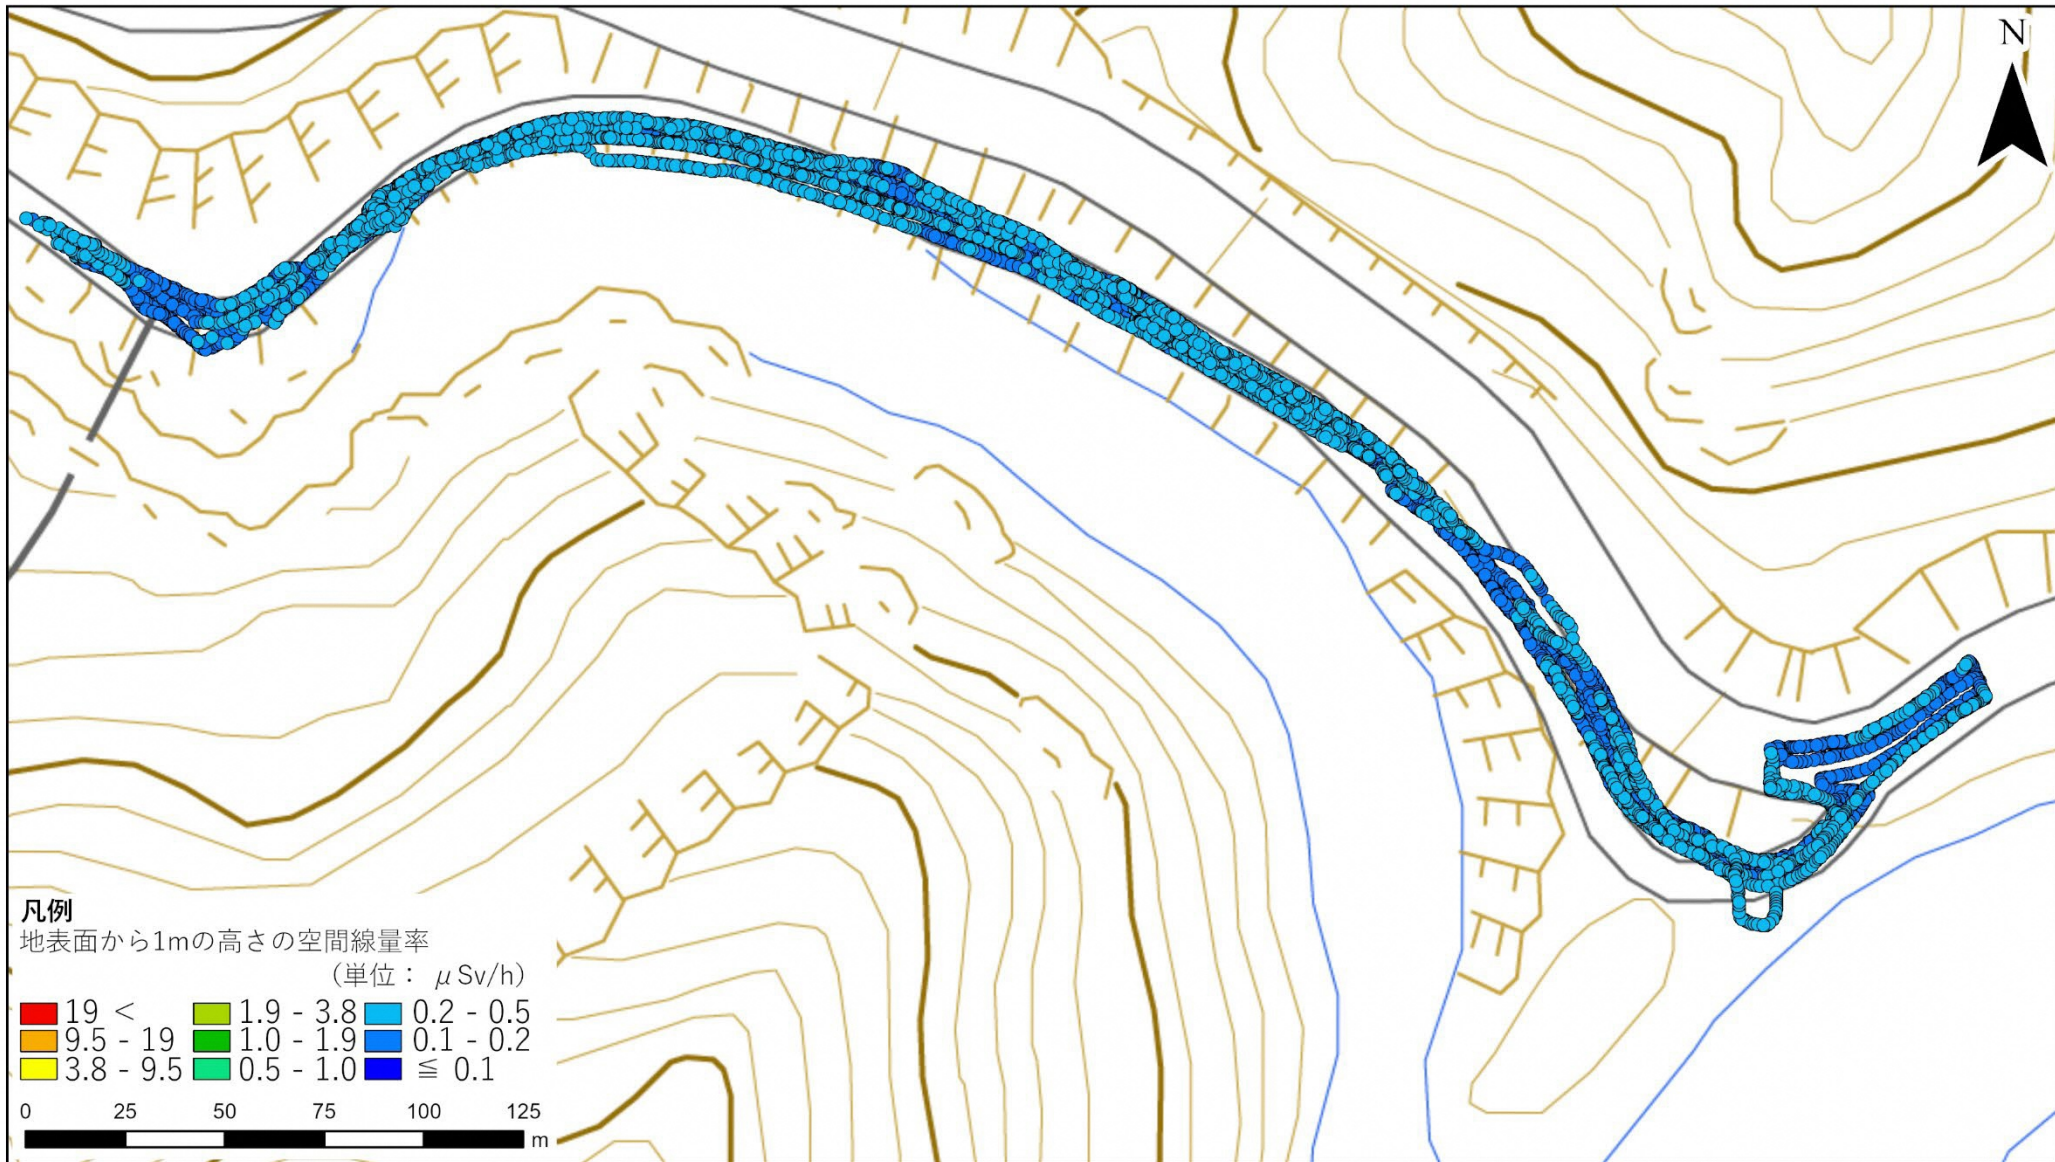 N
凡例
地表面から1mの高さの空間線量率
(単位： μSv/h)
19 < 1.9 - 3.8 0.2 - 0.5
9.5 - 19 1.0 - 1.9 0.1 - 0.2
3.8 - 9.5 0.5 - 1.0 ≦ 0.1
0 25 50 75 100 125
m